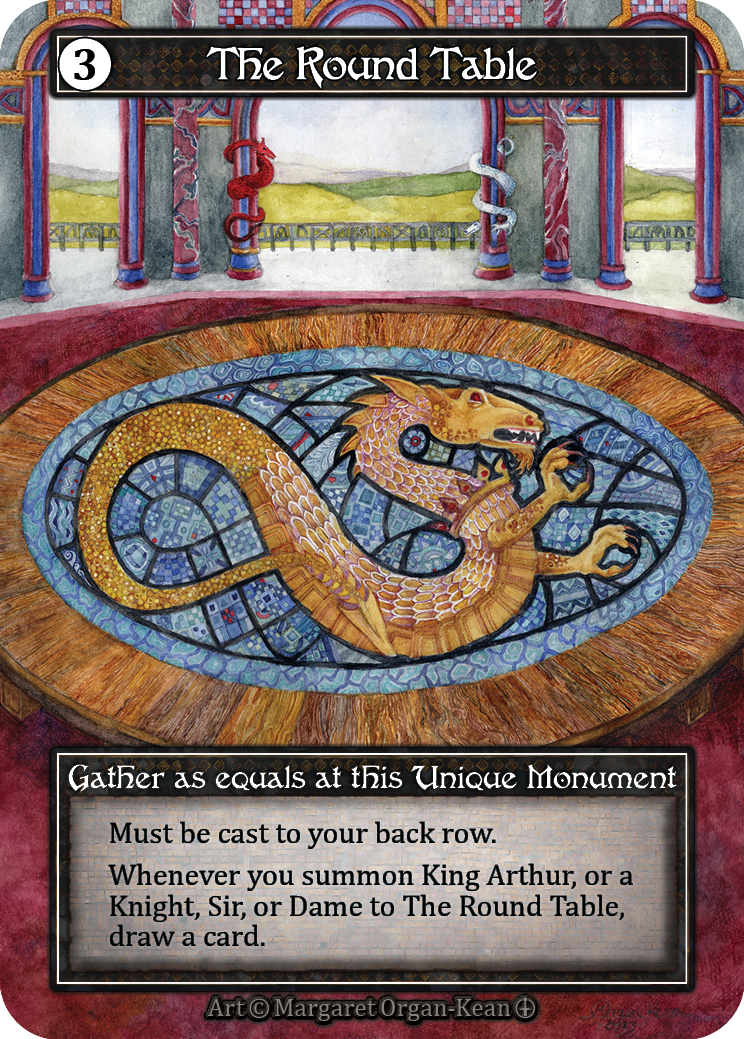 3
The Round Table
Gather as equals at this Unique Monument
Must be cast to your back row.
Whenever you summon King Arthur, or a
Knight, Sir, or Dame to The Round Table,
draw a card.
Art © Margaret Organ-Kean